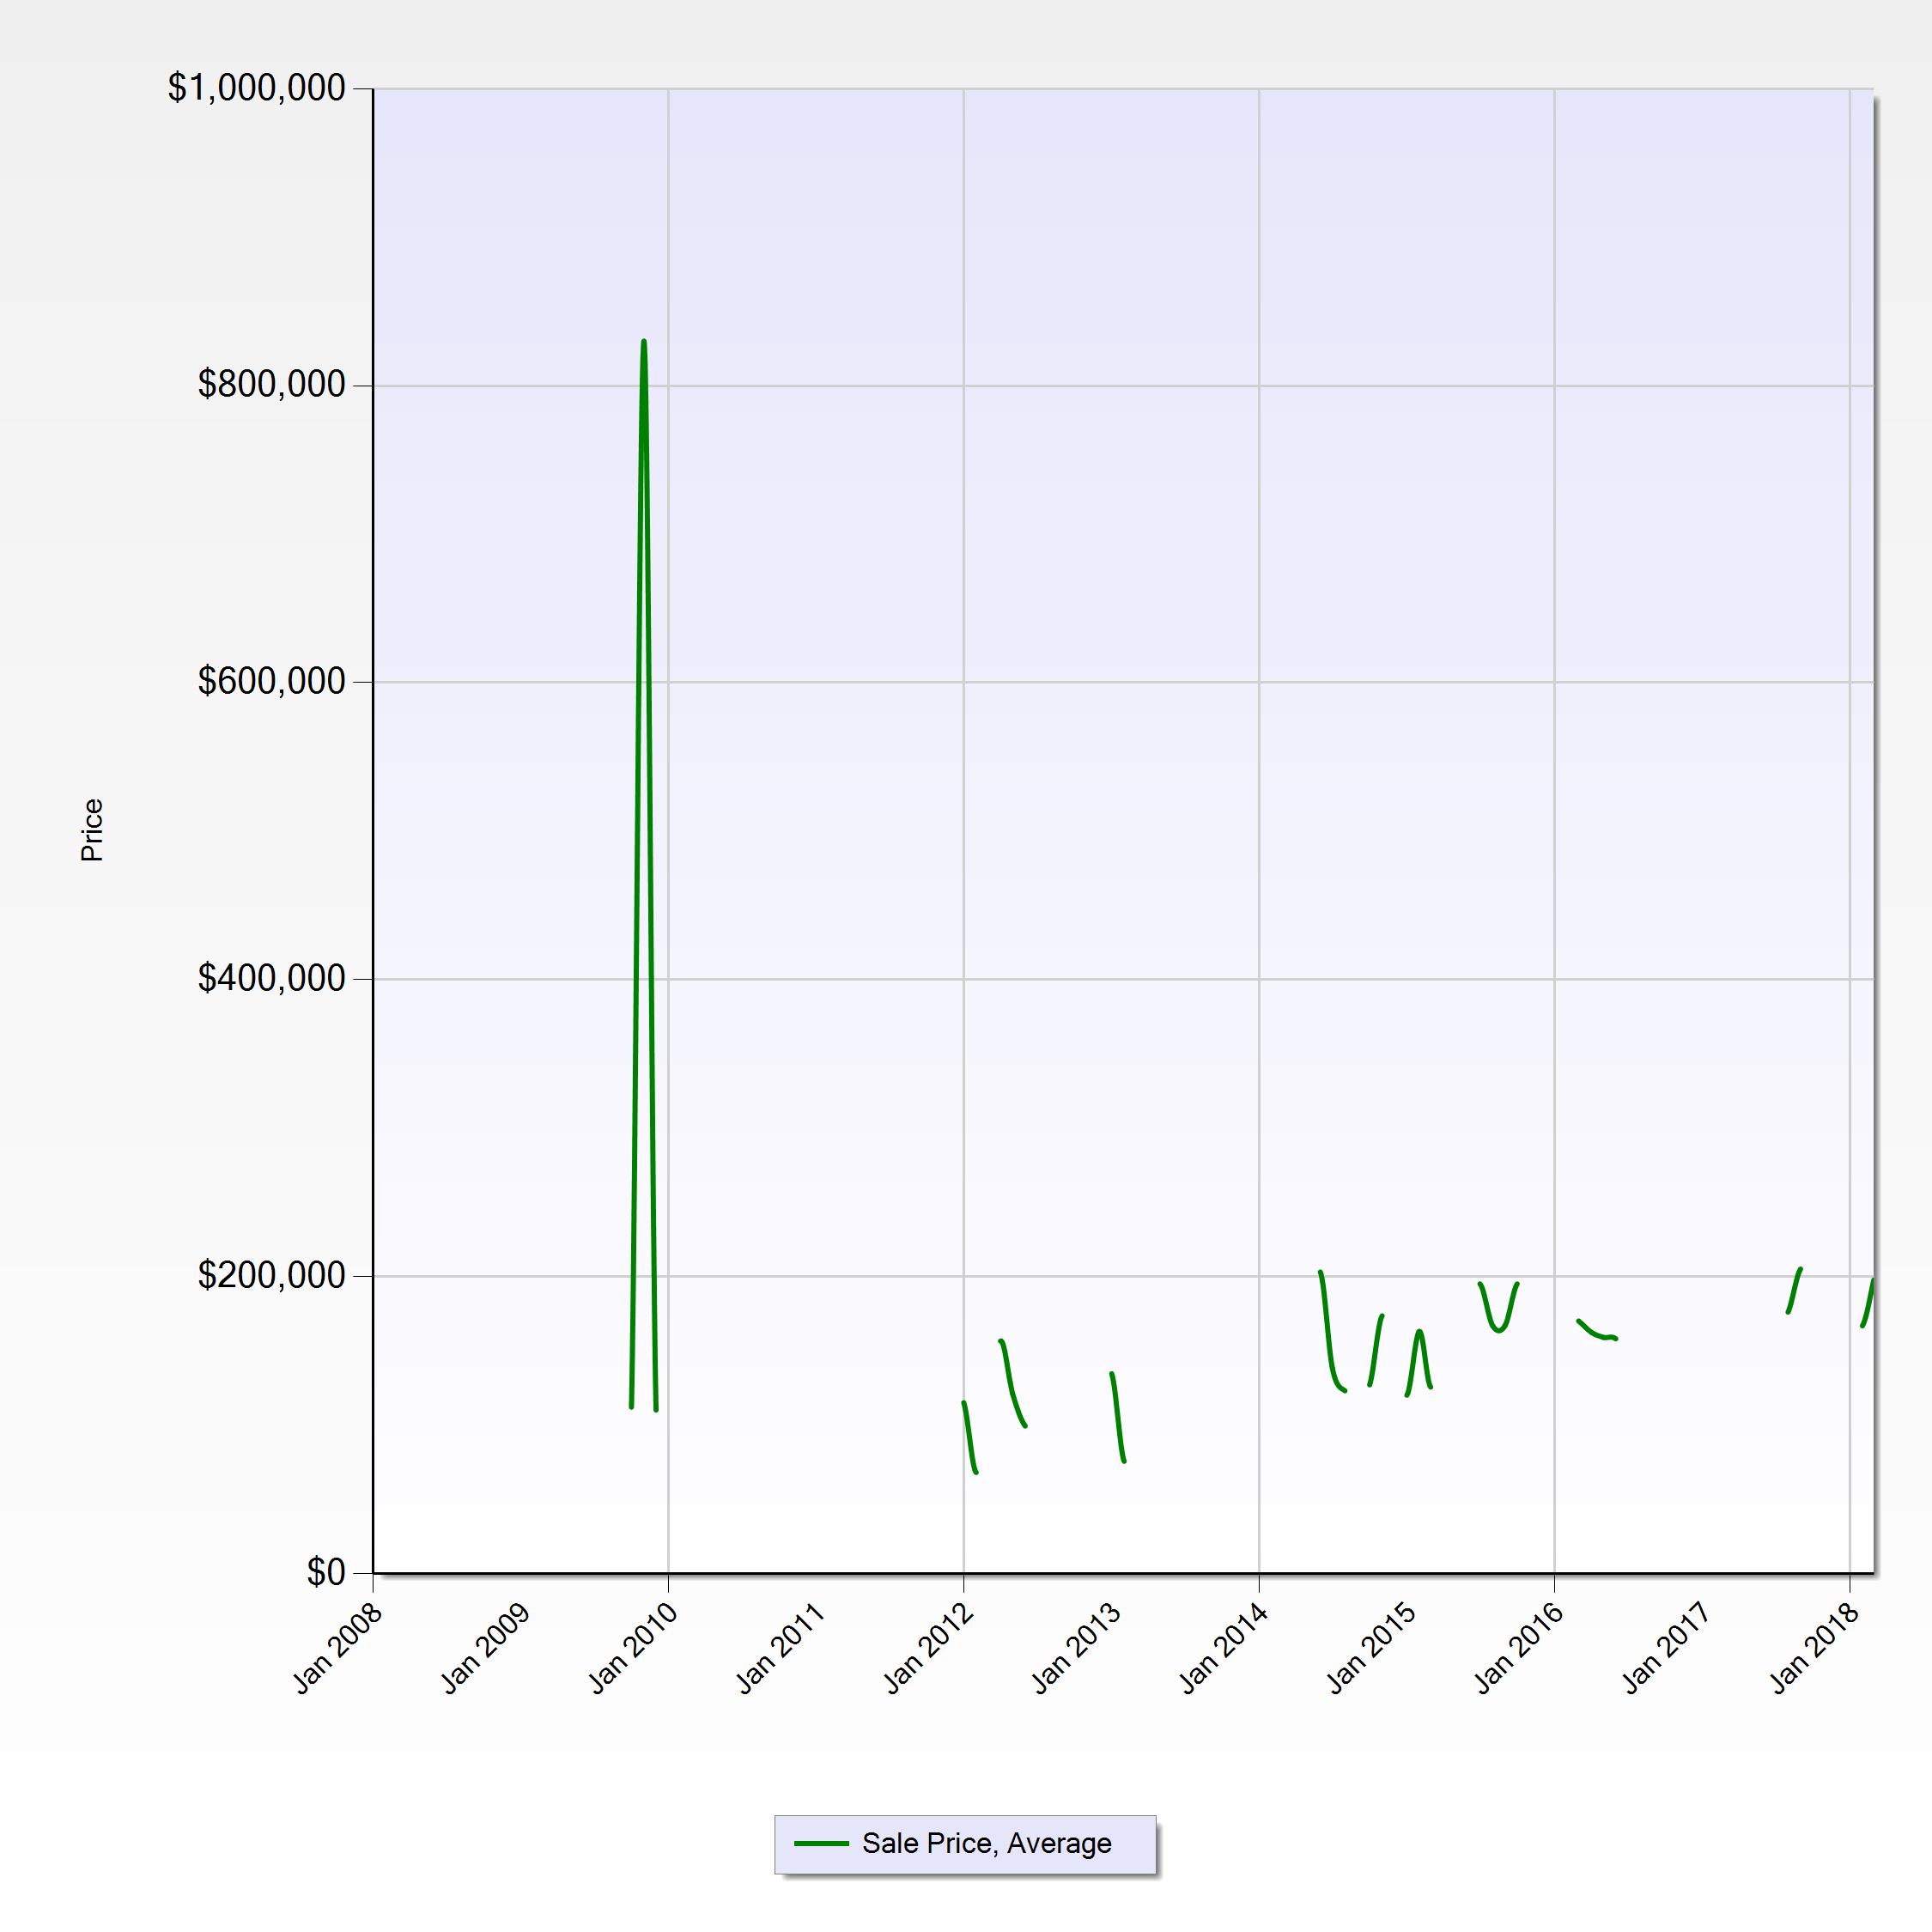 $1,000,000
$800,000
$600,000
$400,000
$200,000
$0
Price
Jan 2008
Jan 2009
Jan 2010
Jan 2011
Jan 2012
Jan 2013
Jan 2014
Jan 2015
Jan 2016
Jan 2017
Jan 2018
Sale Price, Average